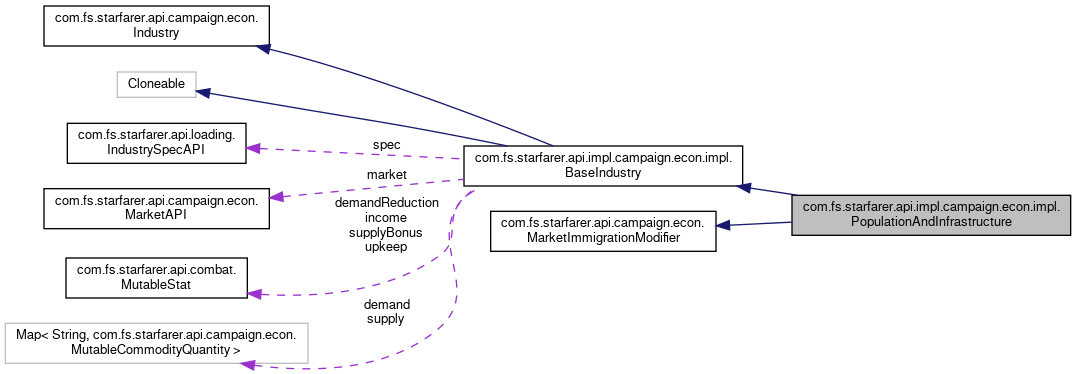 com.fs.starfarer.api.campaign.econ.
Industry
Cloneable
com.fs.starfarer.api.loading.
IndustrySpecAPI
com.fs.starfarer.api.campaign.econ.
MarketAPI
com.fs.starfarer.api.combat.
MutableStat
Map< String, com.fs.starfarer.api.campaign.econ.
MutableCommodityQuantity >
spec
market
demandReduction
income
supplyBonus
upkeep
demand
supply
com.fs.starfarer.api.impl.campaign.econ.impl.
BaseIndustry
com.fs.starfarer.api.campaign.econ.
MarketImmigrationModifier
com.fs.starfarer.api.impl.campaign.econ.impl.
PopulationAndInfrastructure